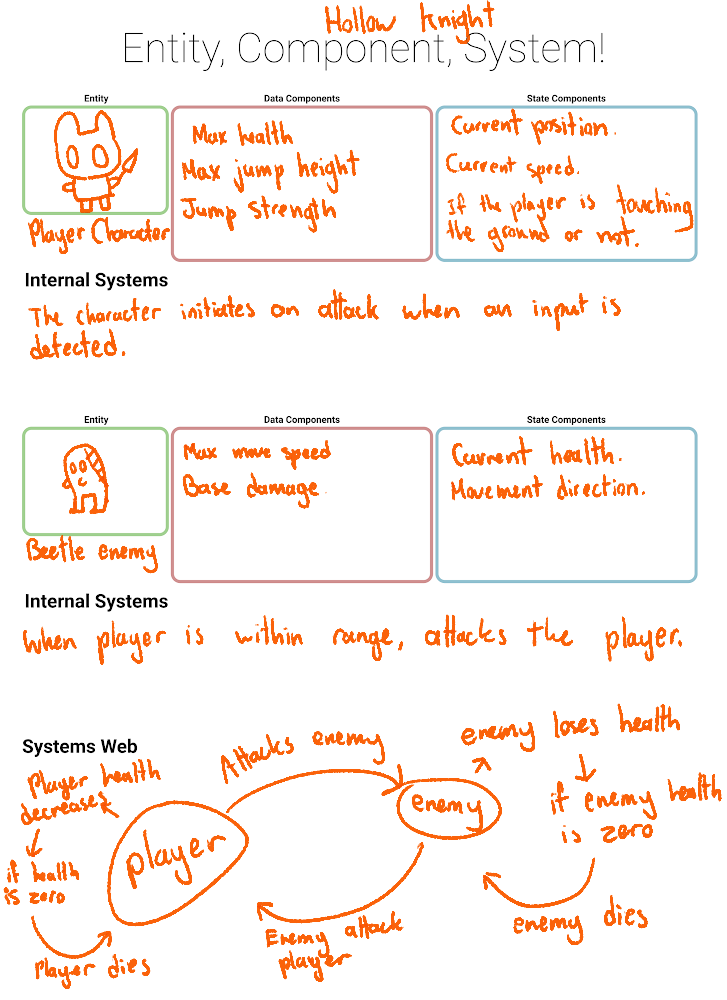 Hollow Knight
Entity, Component, System!
Entity
Data Components
State Components
Max health
Max jump height
Jump strength
Current position.
Current speed.
If the player is touching
the ground or not.
Player Character
Internal Systems
The character initiates an attack when an input is
detected.
Entity
Data Components
State Components
Max move speed
Base damage
Current health.
Movement direction.
Beetle enemy
Internal Systems
When player is within range, attacks the player.
Systems Web
Player health
decreases
if health
is zero
Player dies
player
Attacks enemy
enemy
Enemy attack
player
enemy loses health
if enemy health
is zero
enemy dies